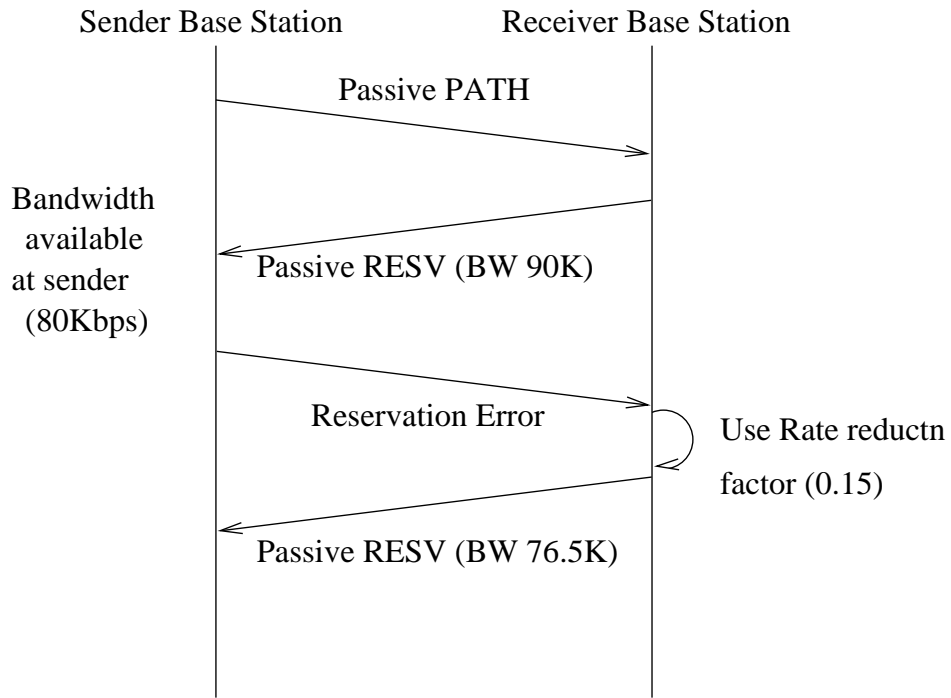 Sender Base Station
Receiver Base Station
Passive PATH
Bandwidth
available
at sender
(80Kbps)
Passive RESV (BW 90K)
Reservation Error
Use Rate reductn
factor (0.15)
Passive RESV (BW 76.5K)